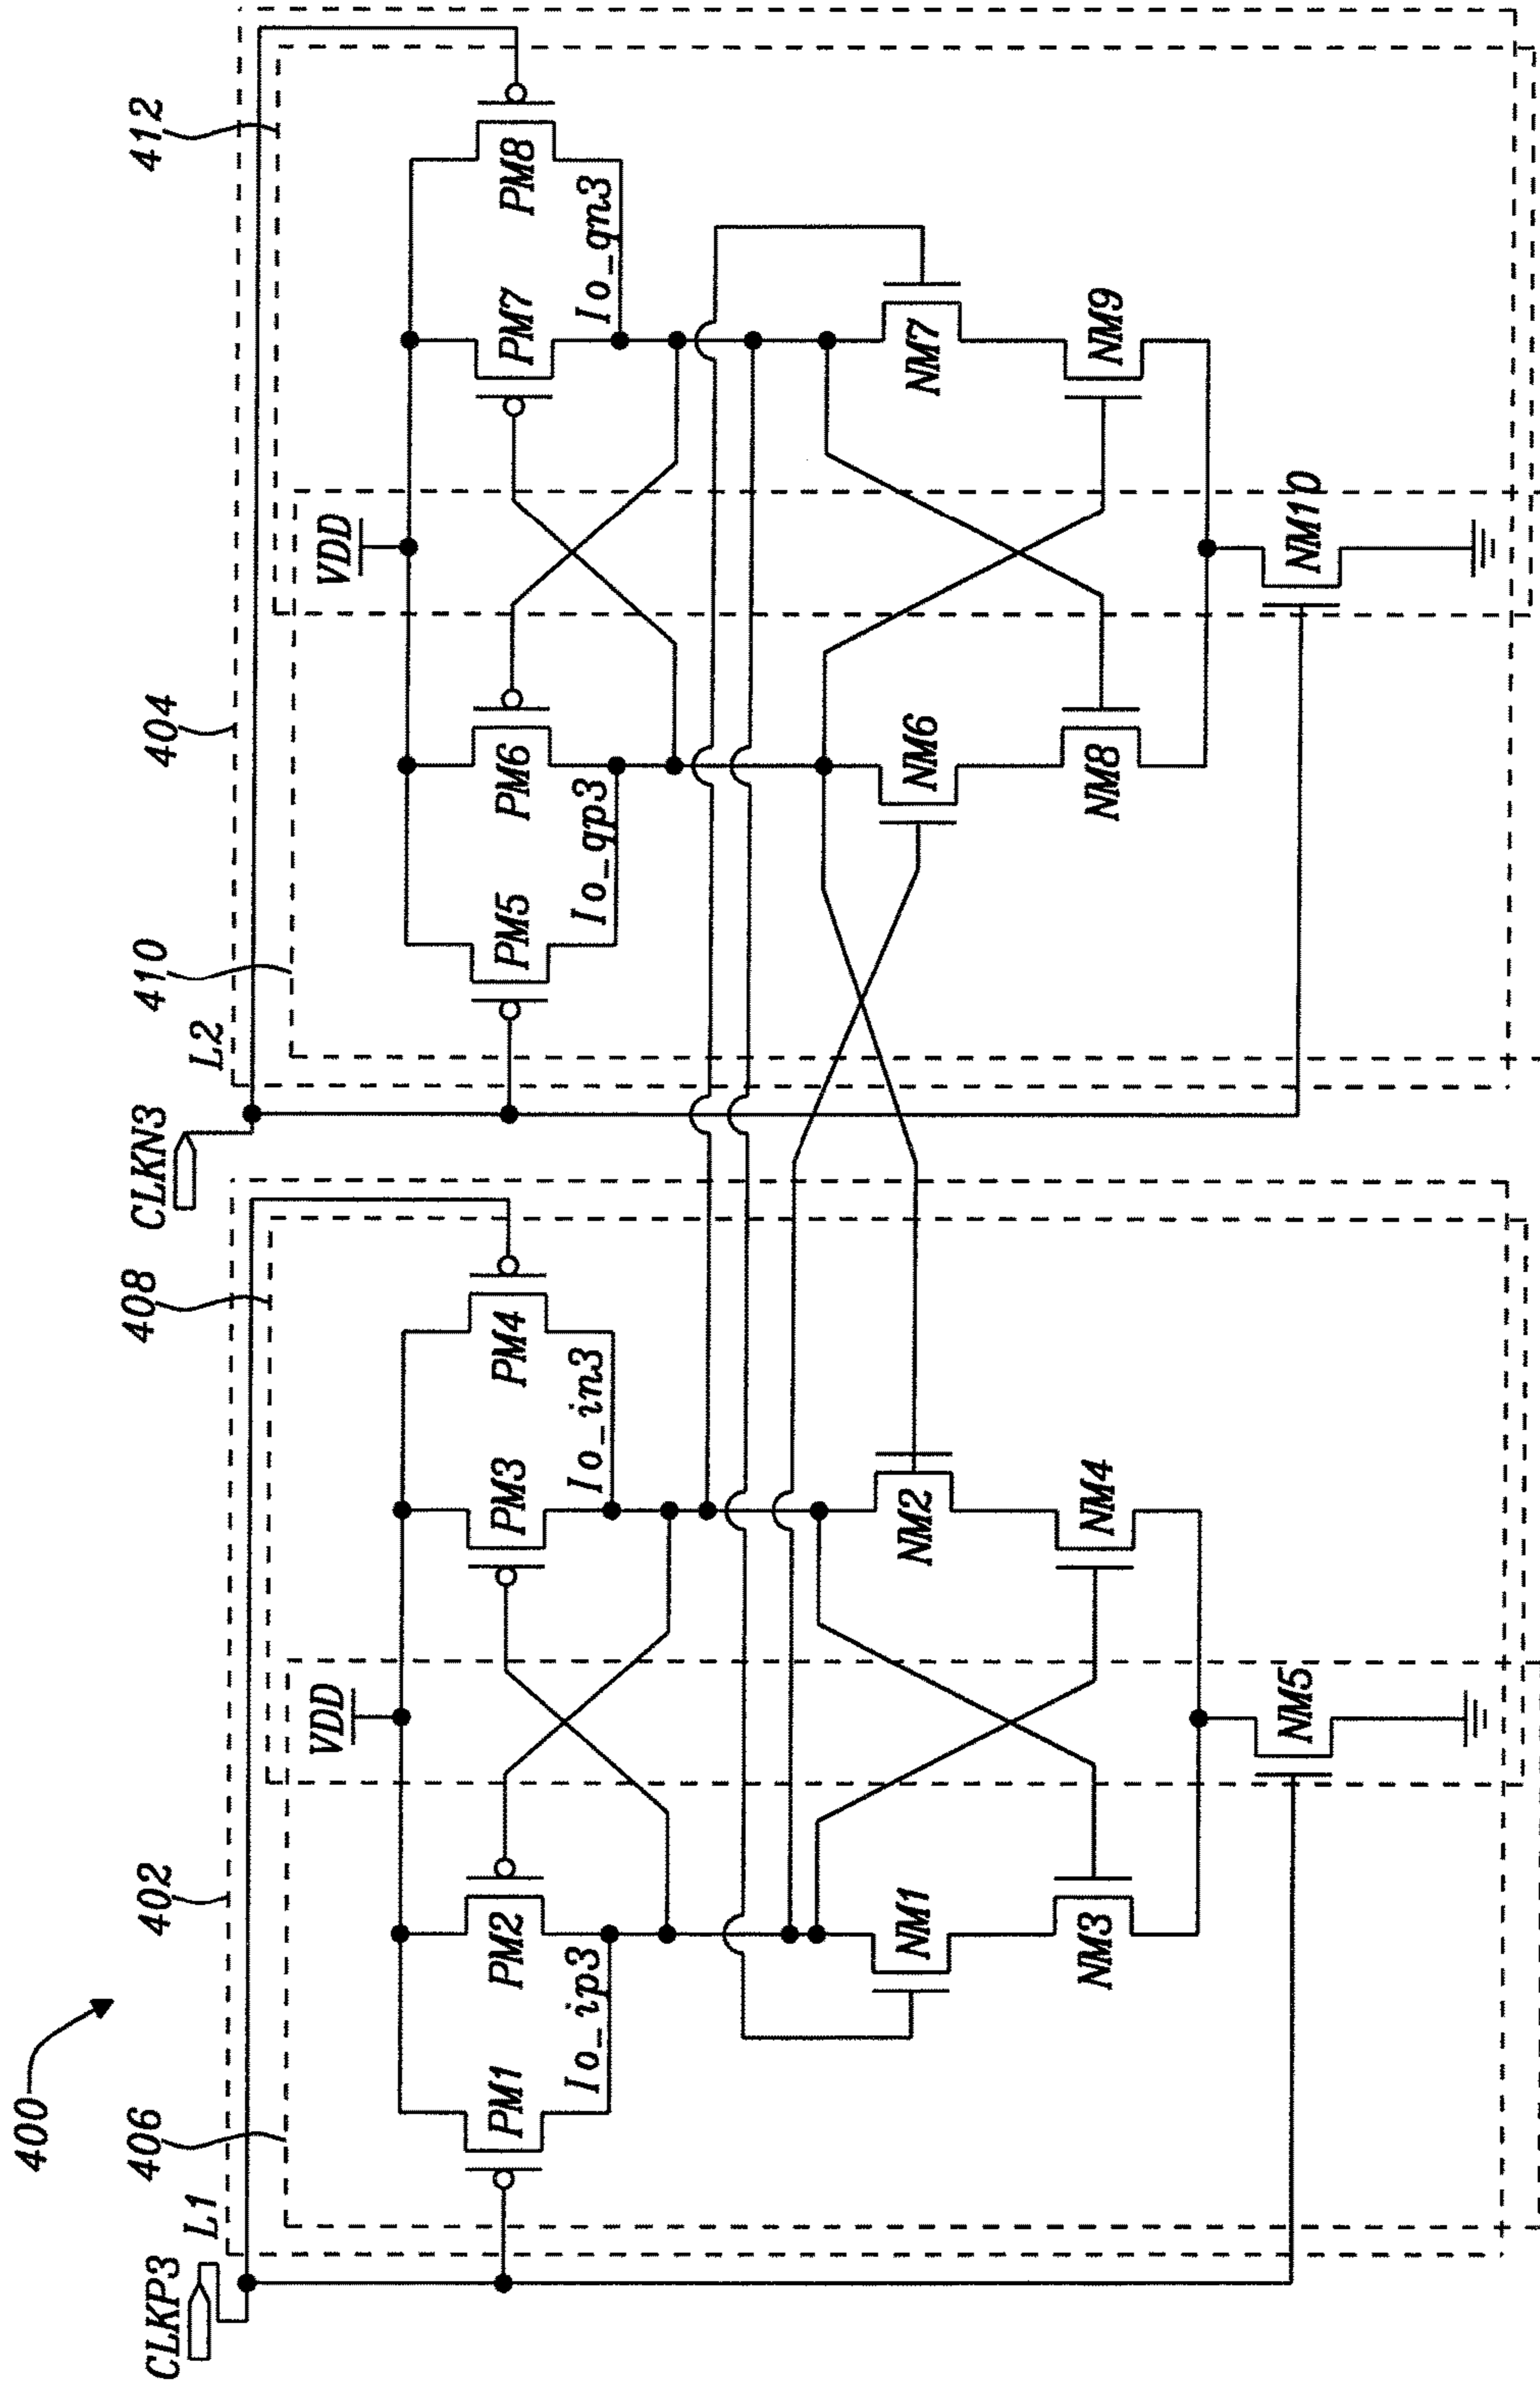 400
402
404
406
408
410
412
CLKP3
L1
CLKN3
L2
VDD
VDD
PM1
PM2
PM3
PM4
PM5
PM6
PM7
PM8
Io_ip3
Io_in3
Io_qp3
Io_qn3
NM1
NM2
NM6
NM7
NM3
NM4
NM8
NM9
NM5
NM10